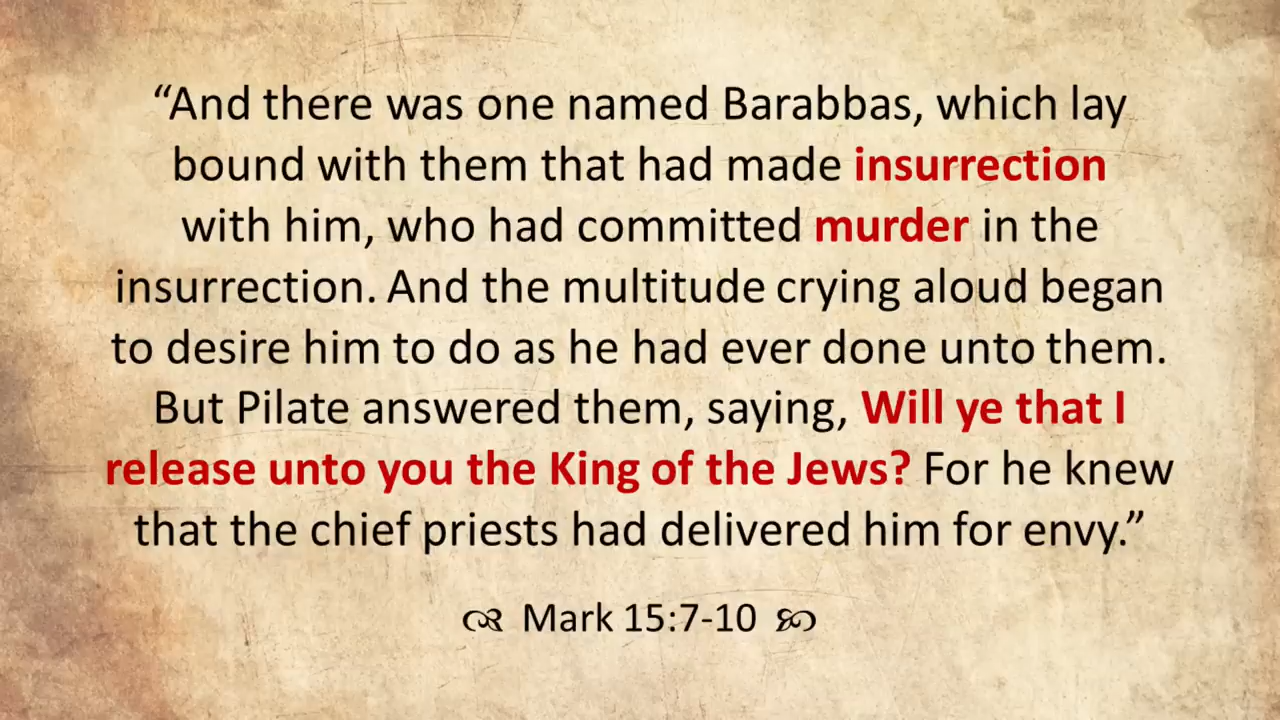 “And there was one named Barabbas, which lay
bound with them that had made insurrection
with him, who had committed murder in the
insurrection. And the multitude crying aloud began
to desire him to do as he had ever done unto them.
But Pilate answered them, saying, Will ye that I
release unto you the King of the Jews? For he knew
that the chief priests had delivered him for envy.”
Mark 15:7-10